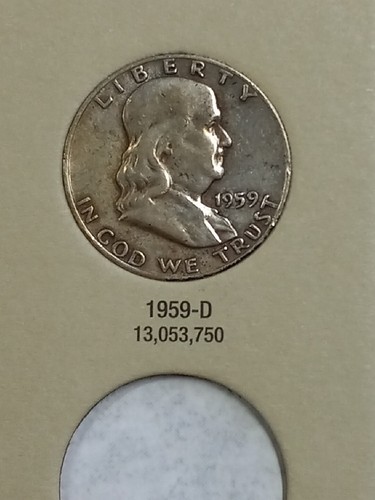 LIBERTY
1959
IN GOD WE TRUST
1959-D
13,053,750